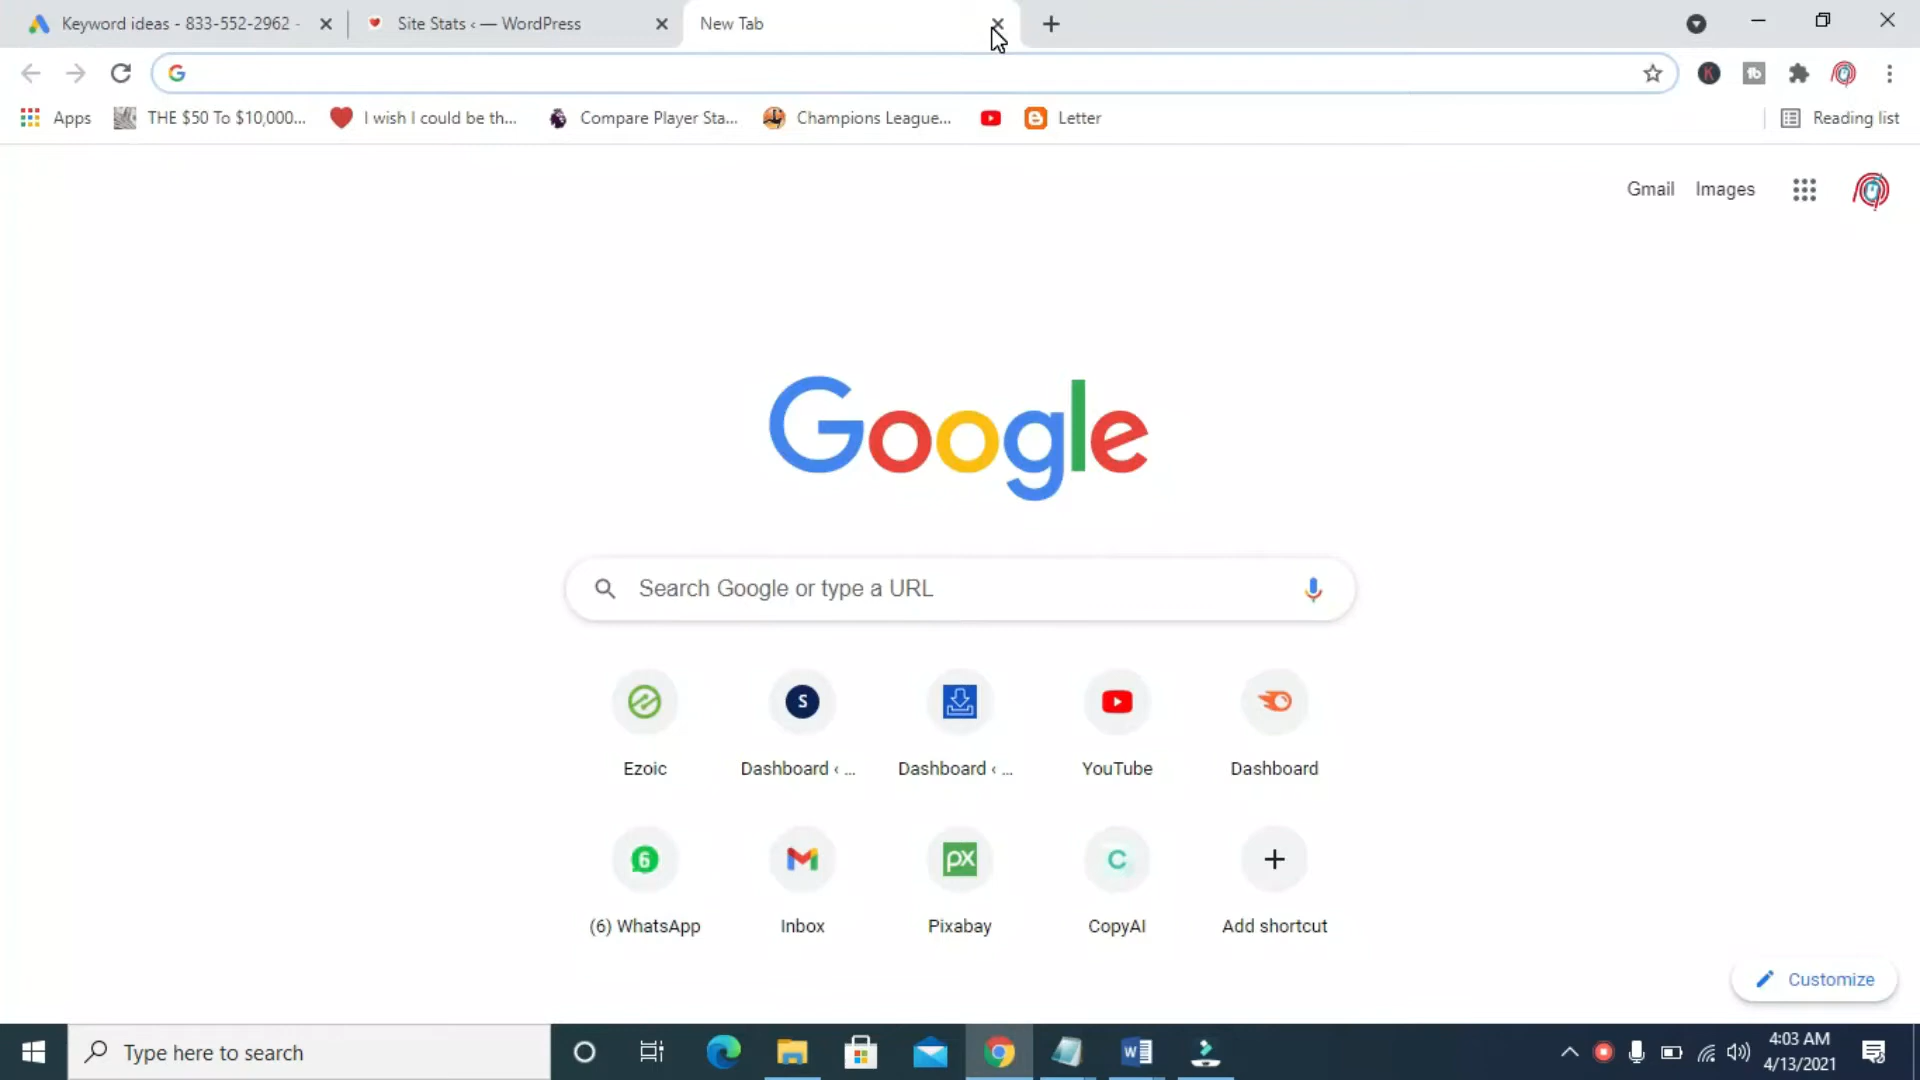 Keyword ideas - 833-552-2962 -
Site Stats ‹ — WordPress
New Tab
Apps
THE $50 To $10,000...
I wish I could be th...
Compare Player Sta...
Champions League...
Letter
Reading list
Gmail
Images
Google
Search Google or type a URL
Ezoic
Dashboard ‹ ...
Dashboard ‹ ...
YouTube
Dashboard
(6) WhatsApp
Inbox
Pixabay
CopyAI
Add shortcut
Customize
Type here to search
4:03 AM
4/13/2021